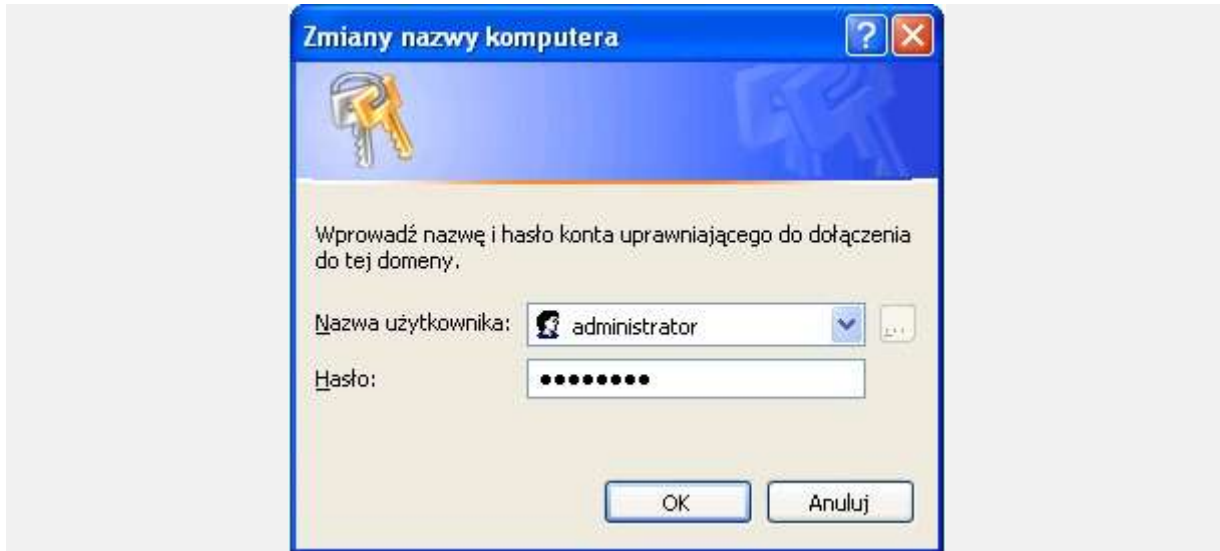 Zmiany nazwy komputera
Wprowadź nazwę i hasło konta uprawniającego do dołączenia
do tej domeny.
Nazwa użytkownika: administrator
Hasło: ●●●●●●●●
OK Anuluj